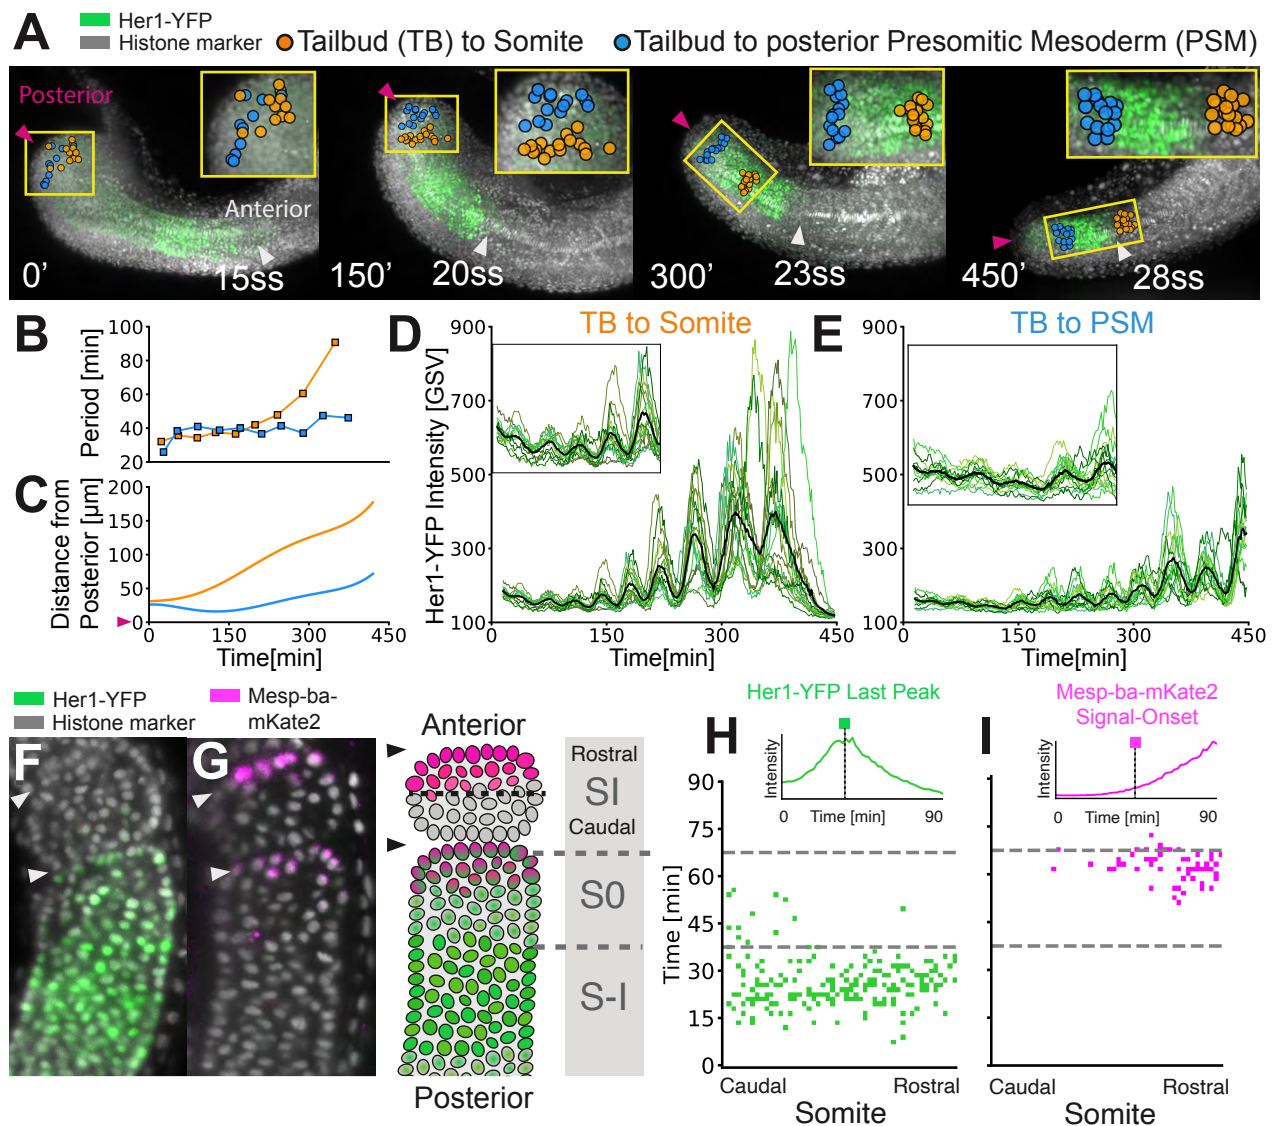 A
Her1-YFP
Histone marker
Tailbud (TB) to Somite
Tailbud to posterior Presomitic Mesoderm (PSM)
Posterior
Anterior
0’
15ss
150’
20ss
300’
23ss
450’
28ss
B
Period [min]
100
80
60
40
20
C
Distance from
Posterior [µm]
200
150
100
50
0
0
150
300
450
Time[min]
D
TB to Somite
Her1-YFP Intensity [GSV]
900
700
500
300
100
0
150
300
450
Time[min]
E
TB to PSM
900
700
500
300
100
0
150
300
450
Time[min]
Her1-YFP
Histone marker
Mesp-ba-
mKate2
F
G
Anterior
Rostral
SI
Caudal
S0
S-I
Posterior
H
Her1-YFP Last Peak
Intensity
0
Time [min]
90
Time [min]
90
75
60
45
30
15
0
Caudal
Rostral
Somite
I
Mesp-ba-mKate2
Signal-Onset
Intensity
0
Time [min]
90
Caudal
Rostral
Somite